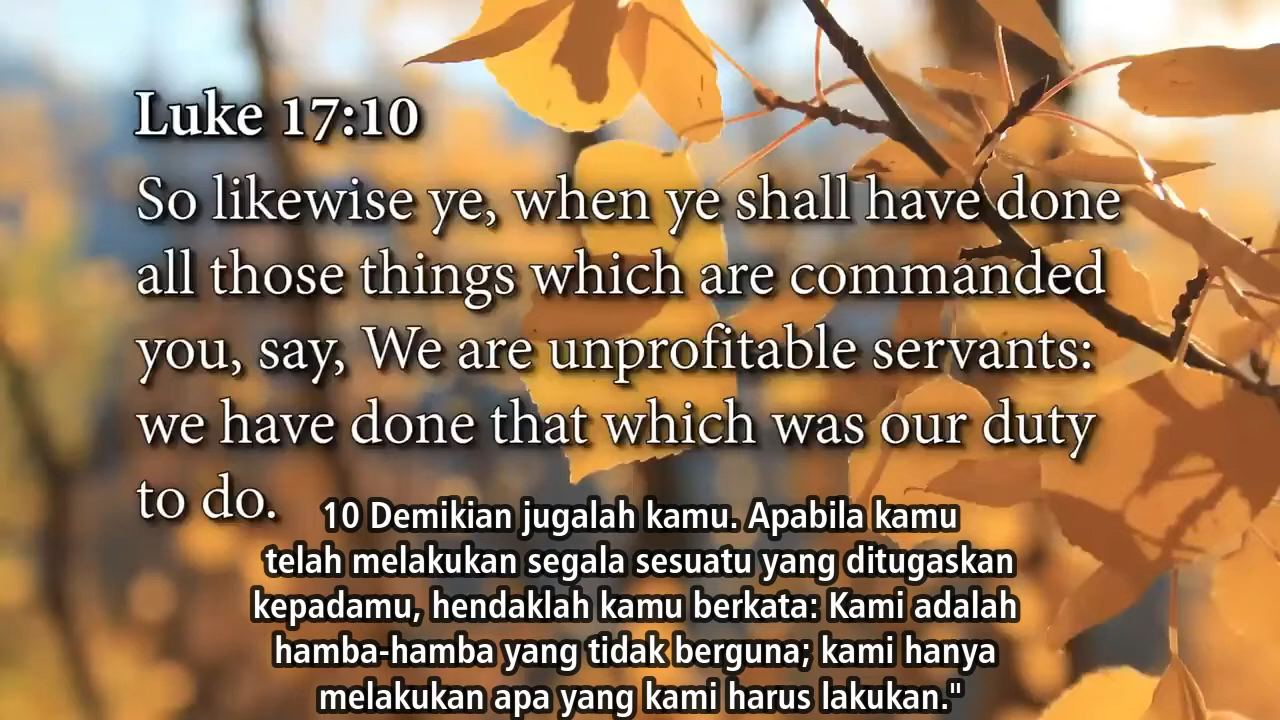 Luke 17:10
So likewise ye, when ye shall have done
all those things which are commanded
you, say, We are unprofitable servants:
we have done that which was our duty
to do.
10 Demikian jugalah kamu. Apabila kamu
telah melakukan segala sesuatu yang ditugaskan
kepadamu, hendaklah kamu berkata: Kami adalah
hamba-hamba yang tidak berguna; kami hanya
melakukan apa yang kami harus lakukan."